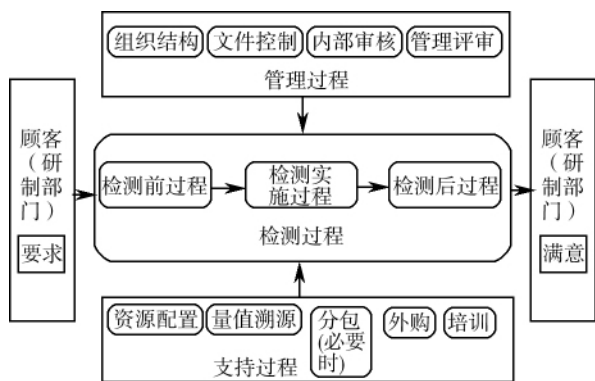 组织结构 文件控制 内部审核 管理评审
管理过程
顾客
（研
制部
门）
要求
检测前过程
检测实
施过程
检测后过程
检测过程
顾客
（研
制部
门）
满意
资源配置 量值溯源
分包
(必要
时)
外购 培训
支持过程